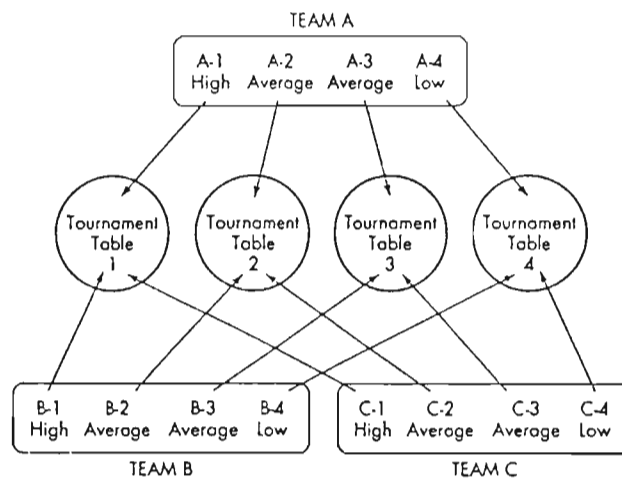 TEAM A
A-1 A-2 A-3 A-4
High Average Average Low
Tournament Table 1
Tournament Table 2
Tournament Table 3
Tournament Table 4
B-1 B-2 B-3 B-4
High Average Average Low
C-1 C-2 C-3 C-4
High Average Average Low
TEAM B
TEAM C